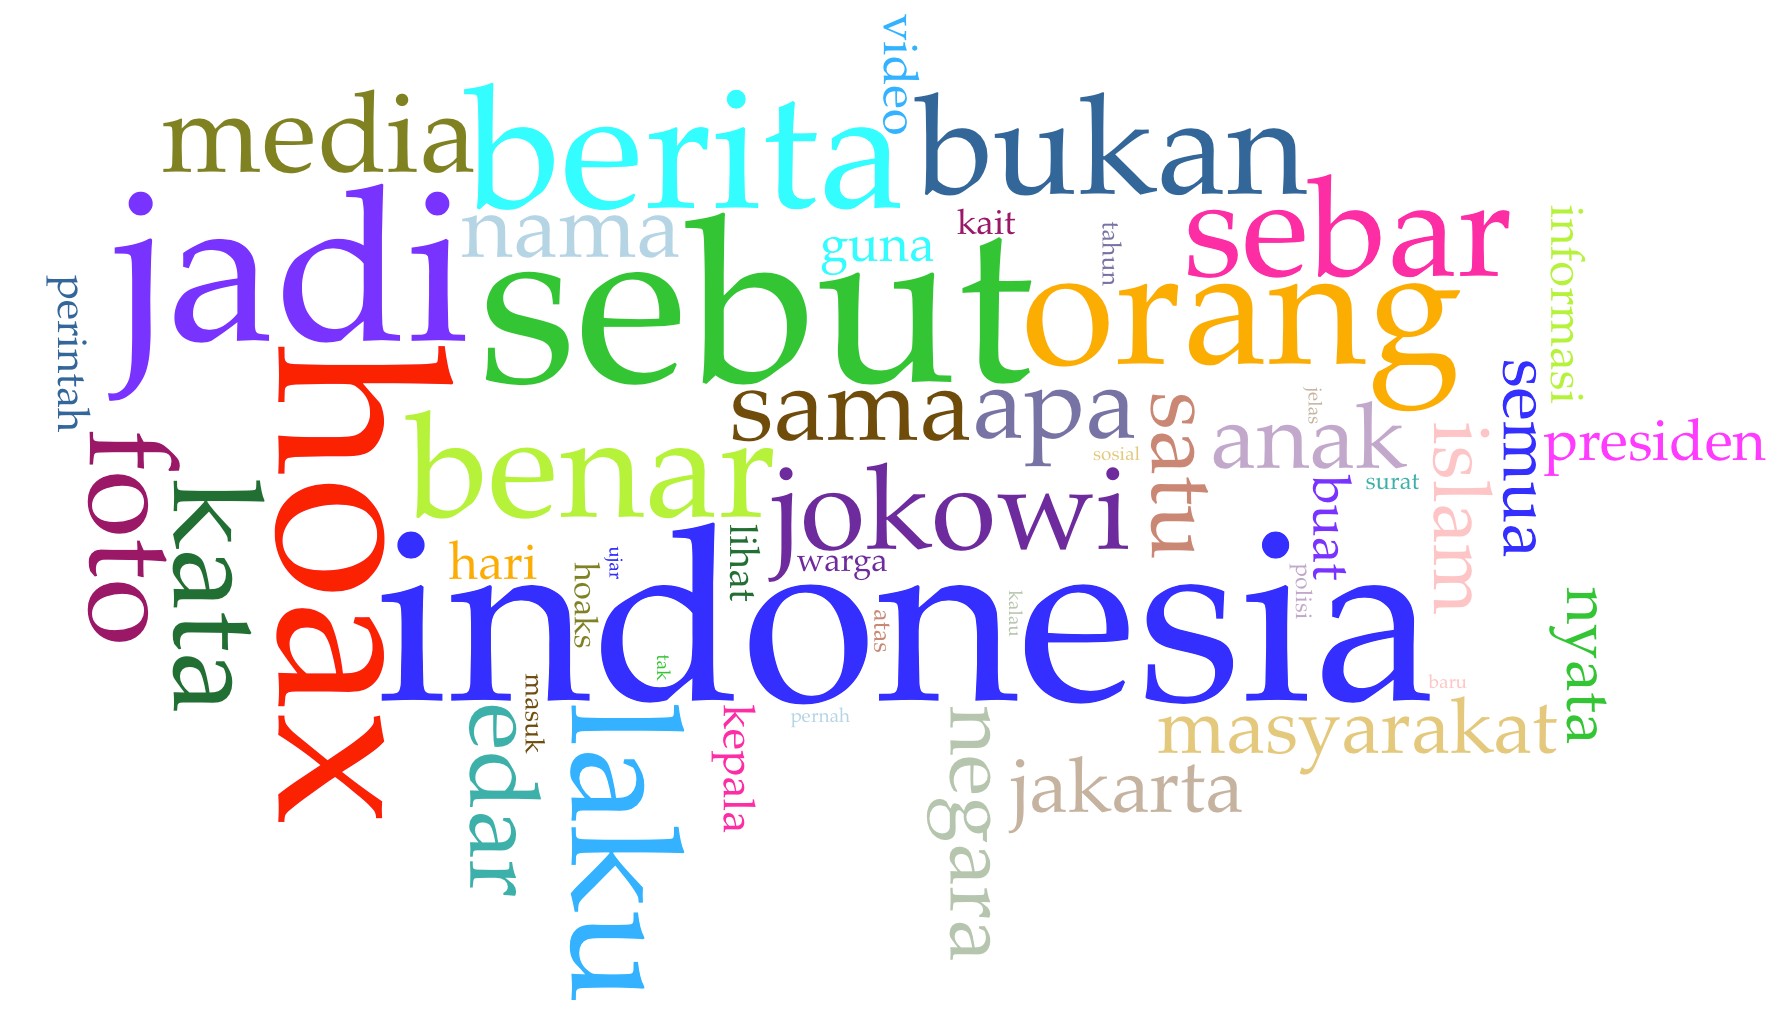 video
media
berita
bukan
jadi
nama
sebut
guna
kait
tahun
sebar
informasi
perintah
orang
hoax
foto
kata
benar
sama
apa
sosial
satu
jelas
anak
islam
semua
presiden
jokowi
surat
buat
hari
ujar
hoaks
lihat
warga
indonesia
atas
kalau
polisi
nyata
tak
masuk
edar
laku
kepala
pernah
negara
baru
masyarakat
jakarta